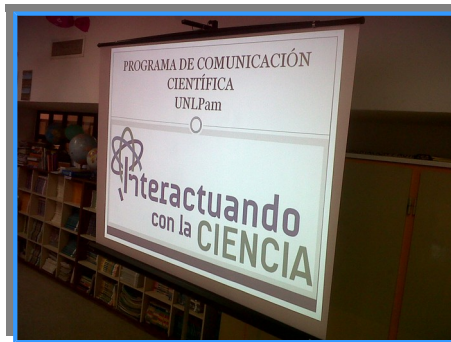 PROGRAMA DE COMUNICACIÓN
CIENTÍFICA
UNLPam
Interactuando
con la CIENCIA